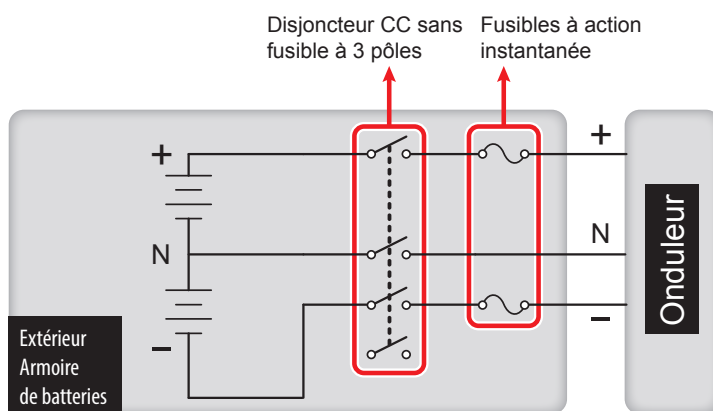 Disjoncteur CC sans
fusible à 3 pôles
Fusibles à action
instantanée
+
+
N
N
−
−
Onduleur
Extérieur
Armoire
de batteries